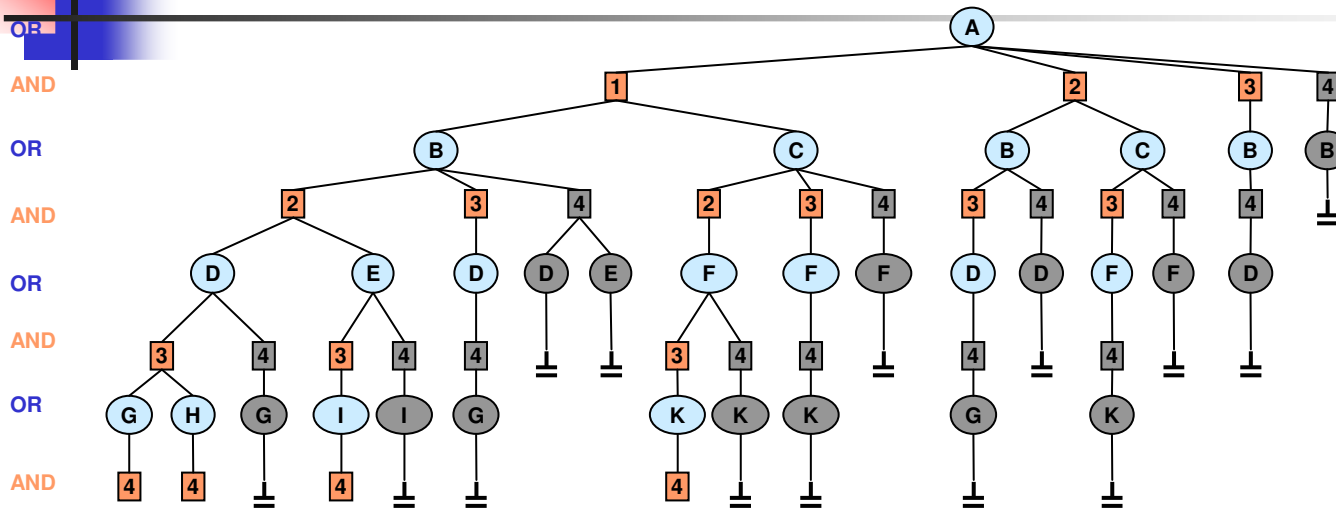 OR A
AND 1 2 3 4
OR B C B C B B
AND 2 3 4 2 3 4 3 4 3 4 4
OR D E D D E F F F D D F F D
AND 3 4 3 4 4 3 4 4 4 4
OR G H G I I G K K K G K
AND 4 4 4 4